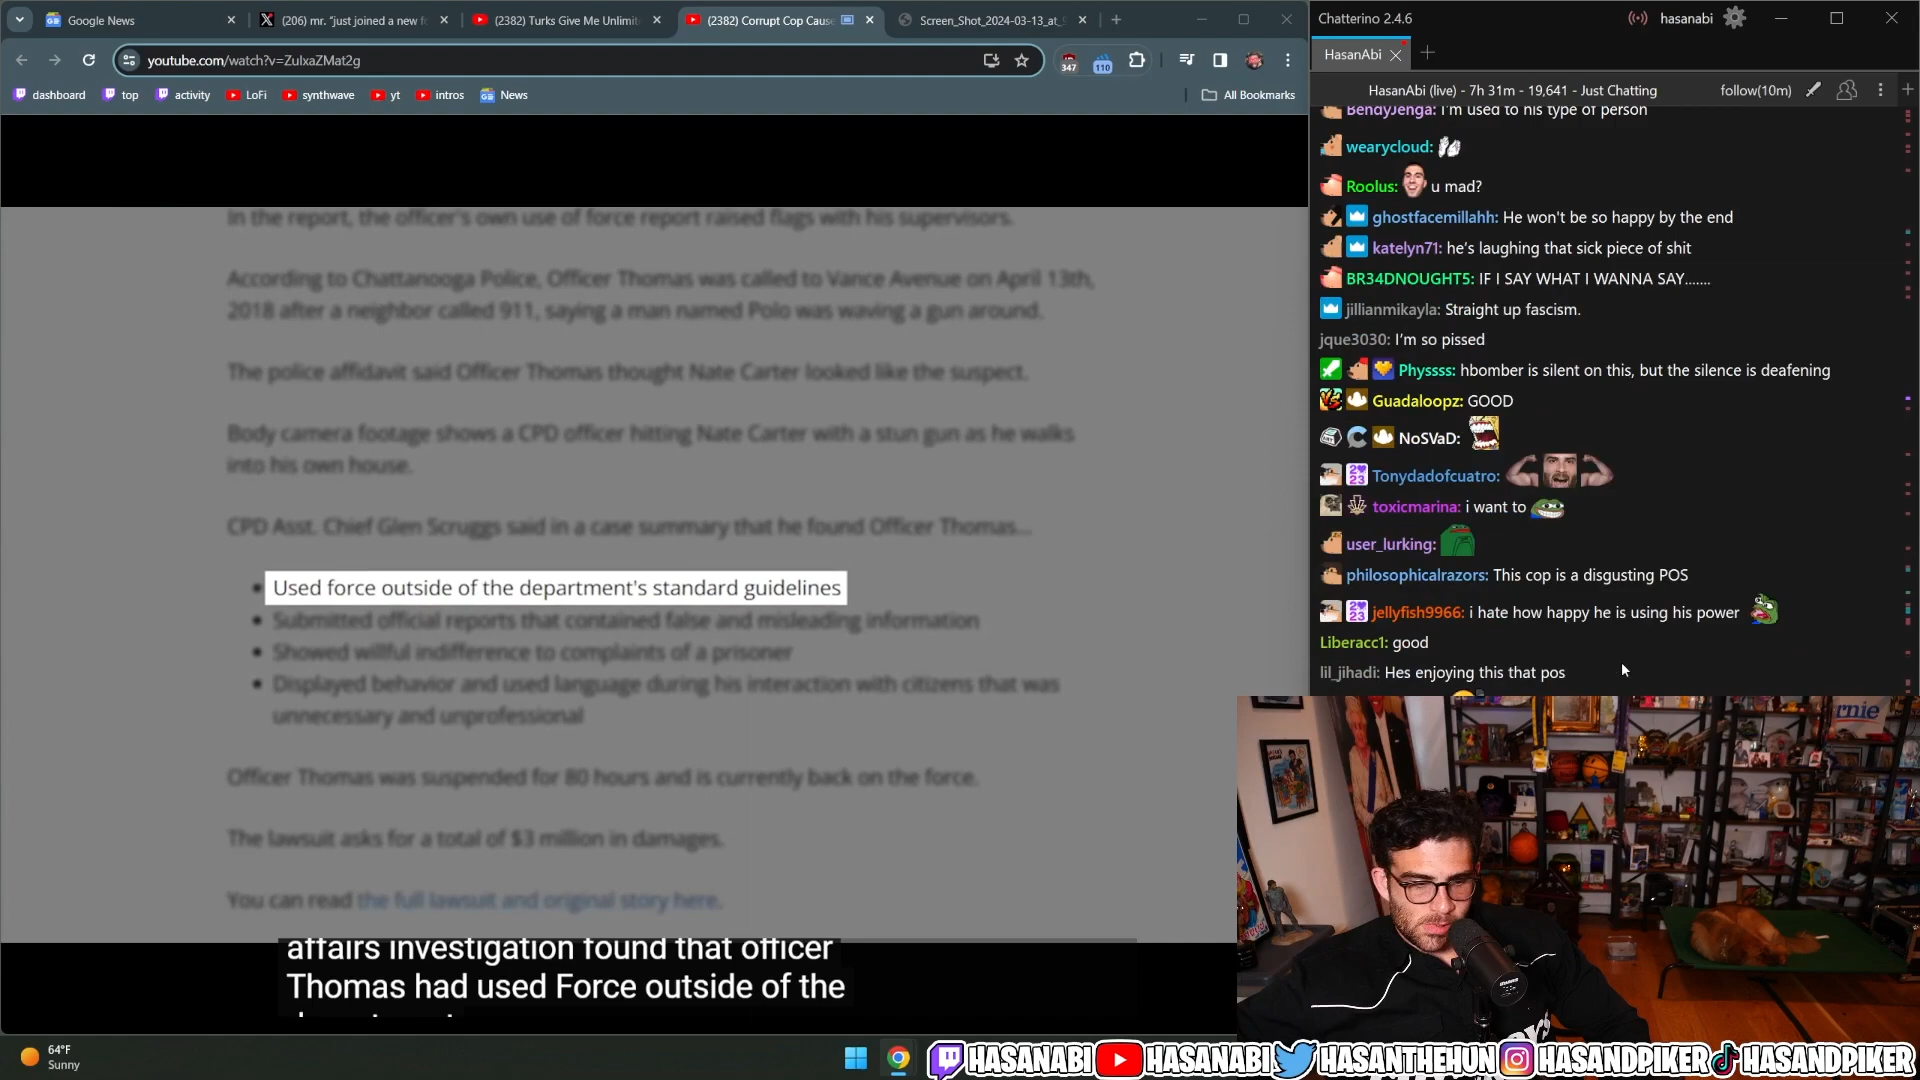 Google News
(206) mr. "just joined a new fo
(2382) Turks Give Me Unlimit
(2382) Corrupt Cop Cause
Screen_Shot_2024-03-13_at_9
youtube.com/watch?v=ZuIxaZMat2g
347
110
dashboard
top
activity
LoFi
synthwave
yt
intros
News
All Bookmarks
In the report, the officer's own use of force report raised flags with his supervisors.
According to Chattanooga Police, Officer Thomas was called to Vance Avenue on April 13th,
2018 after a neighbor called 911, saying a man named Polo was waving a gun around.
The police affidavit said Officer Thomas thought Nate Carter looked like the suspect.
Body camera footage shows a CPD officer hitting Nate Carter with a stun gun as he walks
into his own house.
CPD Asst. Chief Glen Scruggs said in a case summary that he found Officer Thomas...
• Used force outside of the department's standard guidelines
• Submitted official reports that contained false and misleading information
• Showed willful indifference to complaints of a prisoner
• Displayed behavior and used language during his interaction with citizens that was
unnecessary and unprofessional
Officer Thomas was suspended for 80 hours and is currently back on the force.
The lawsuit asks for a total of $3 million in damages.
You can read the full lawsuit and original story here.
affairs investigation found that officer
Thomas had used Force outside of the
Chatterino 2.4.6
hasanabi
HasanAbi
HasanAbi (live) - 7h 31m - 19,641 - Just Chatting
follow(10m)
BendyJenga: I'm used to his type of person
wearycloud:
Roolus: u mad?
ghostfacemillahh: He won't be so happy by the end
katelyn71: he's laughing that sick piece of shit
BR34DNOUGHT5: IF I SAY WHAT I WANNA SAY.......
jillianmikayla: Straight up fascism.
jque3030: I'm so pissed
Physsss: hbomber is silent on this, but the silence is deafening
Guadaloopz: GOOD
NoSVaD:
Tonydadofcuatro:
toxicmarina: i want to
user_lurking:
philosophicalrazors: This cop is a disgusting POS
jellyfish9966: i hate how happy he is using his power
Liberacc1: good
lil_jihadi: Hes enjoying this that pos
rnie
64°F
Sunny
HASANABI
HASANABI
HASANTHEHUN
HASANDPIKER
HASANDPIKER